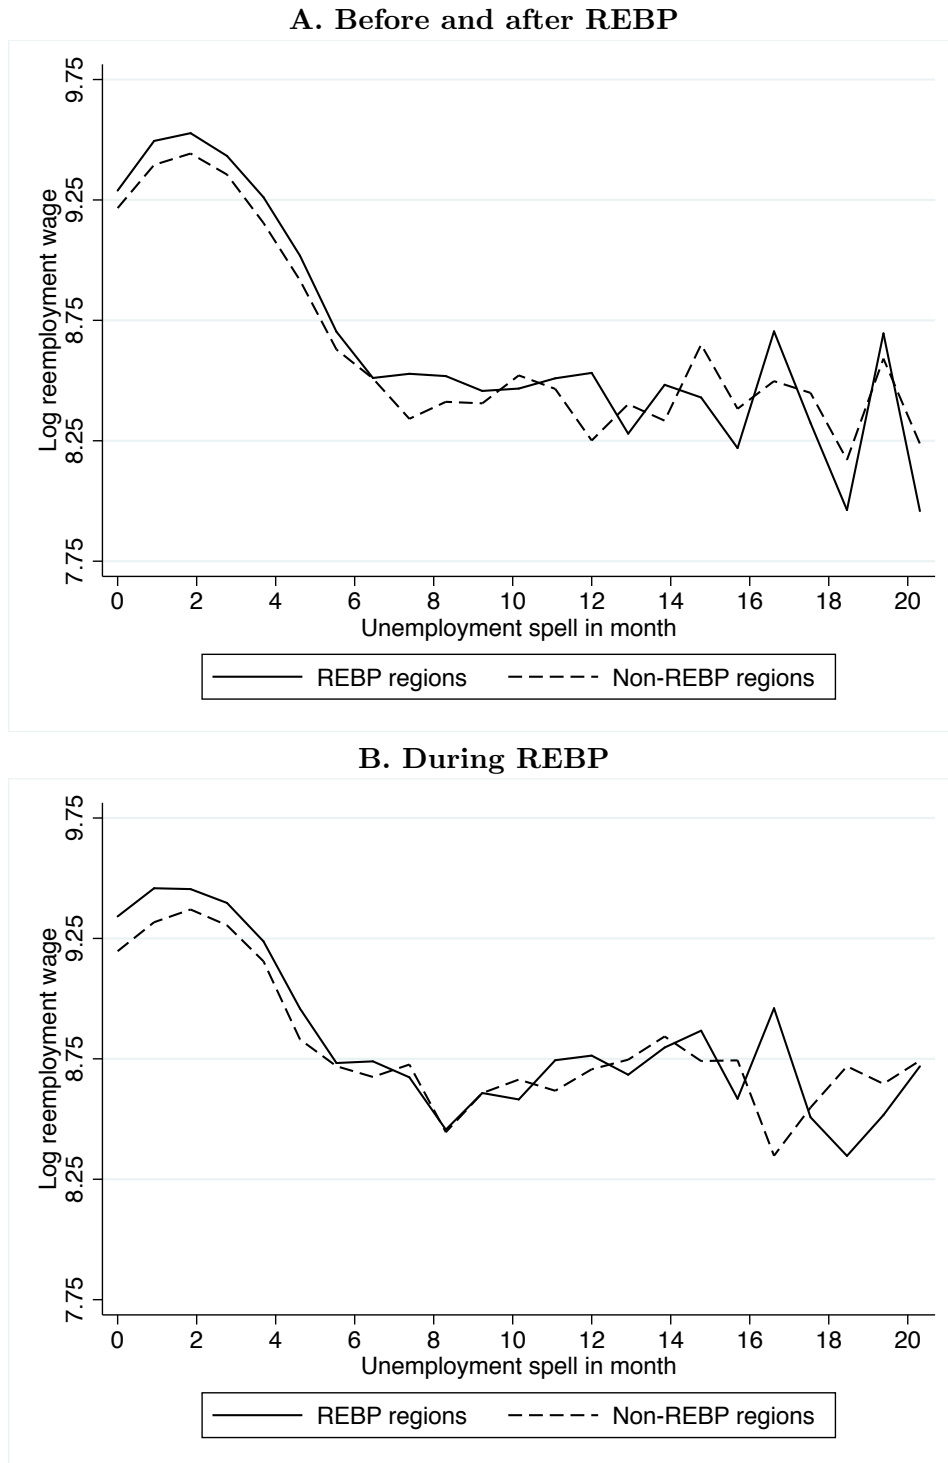 A. Before and after REBP
Log reemployment wage
9.75
9.25
8.75
8.25
7.75
0 2 4 6 8 10 12 14 16 18 20
Unemployment spell in month
REBP regions Non-REBP regions
B. During REBP
Log reemployment wage
9.75
9.25
8.75
8.25
7.75
0 2 4 6 8 10 12 14 16 18 20
Unemployment spell in month
REBP regions Non-REBP regions